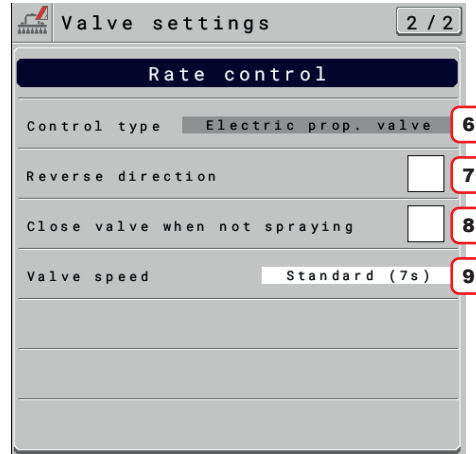 Valve settings 2/2
Rate control
Control type Electric prop. valve 6
Reverse direction 7
Close valve when not spraying 8
Valve speed Standard (7s) 9